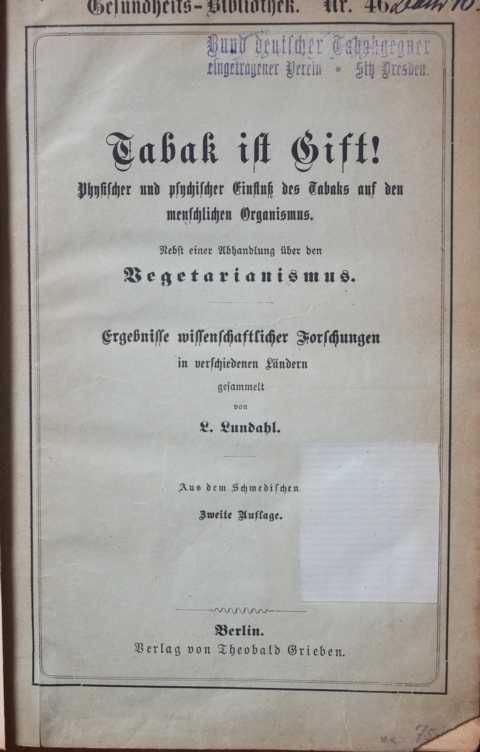 Gesundheits-Bibliothek. Nr. 46
Bund deutscher Tabakgegner
eingetragener Verein • Sitz Dresden.
Tabak ist Gift!
Physischer und psychischer Einfluß des Tabaks auf den
menschlichen Organismus.
Nebst einer Abhandlung über den
Vegetarianismus.
Ergebnisse wissenschaftlicher Forschungen
in verschiedenen Ländern
gesammelt
von
L. Lundahl.
Aus dem Schwedischen
Zweite Auflage.
Berlin.
Verlag von Theobald Grieben.